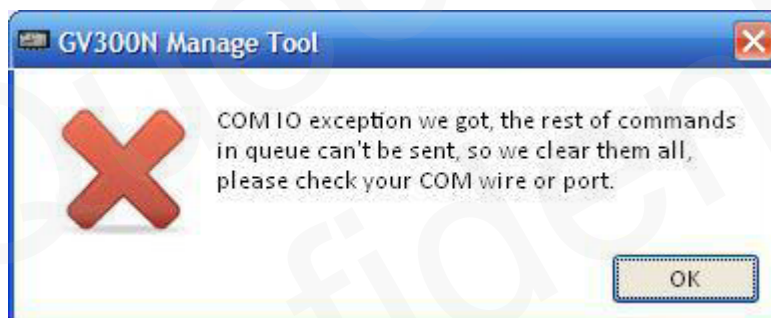 GV300N Manage Tool
COM IO exception we got, the rest of commands
in queue can't be sent, so we clear them all,
please check your COM wire or port.
OK